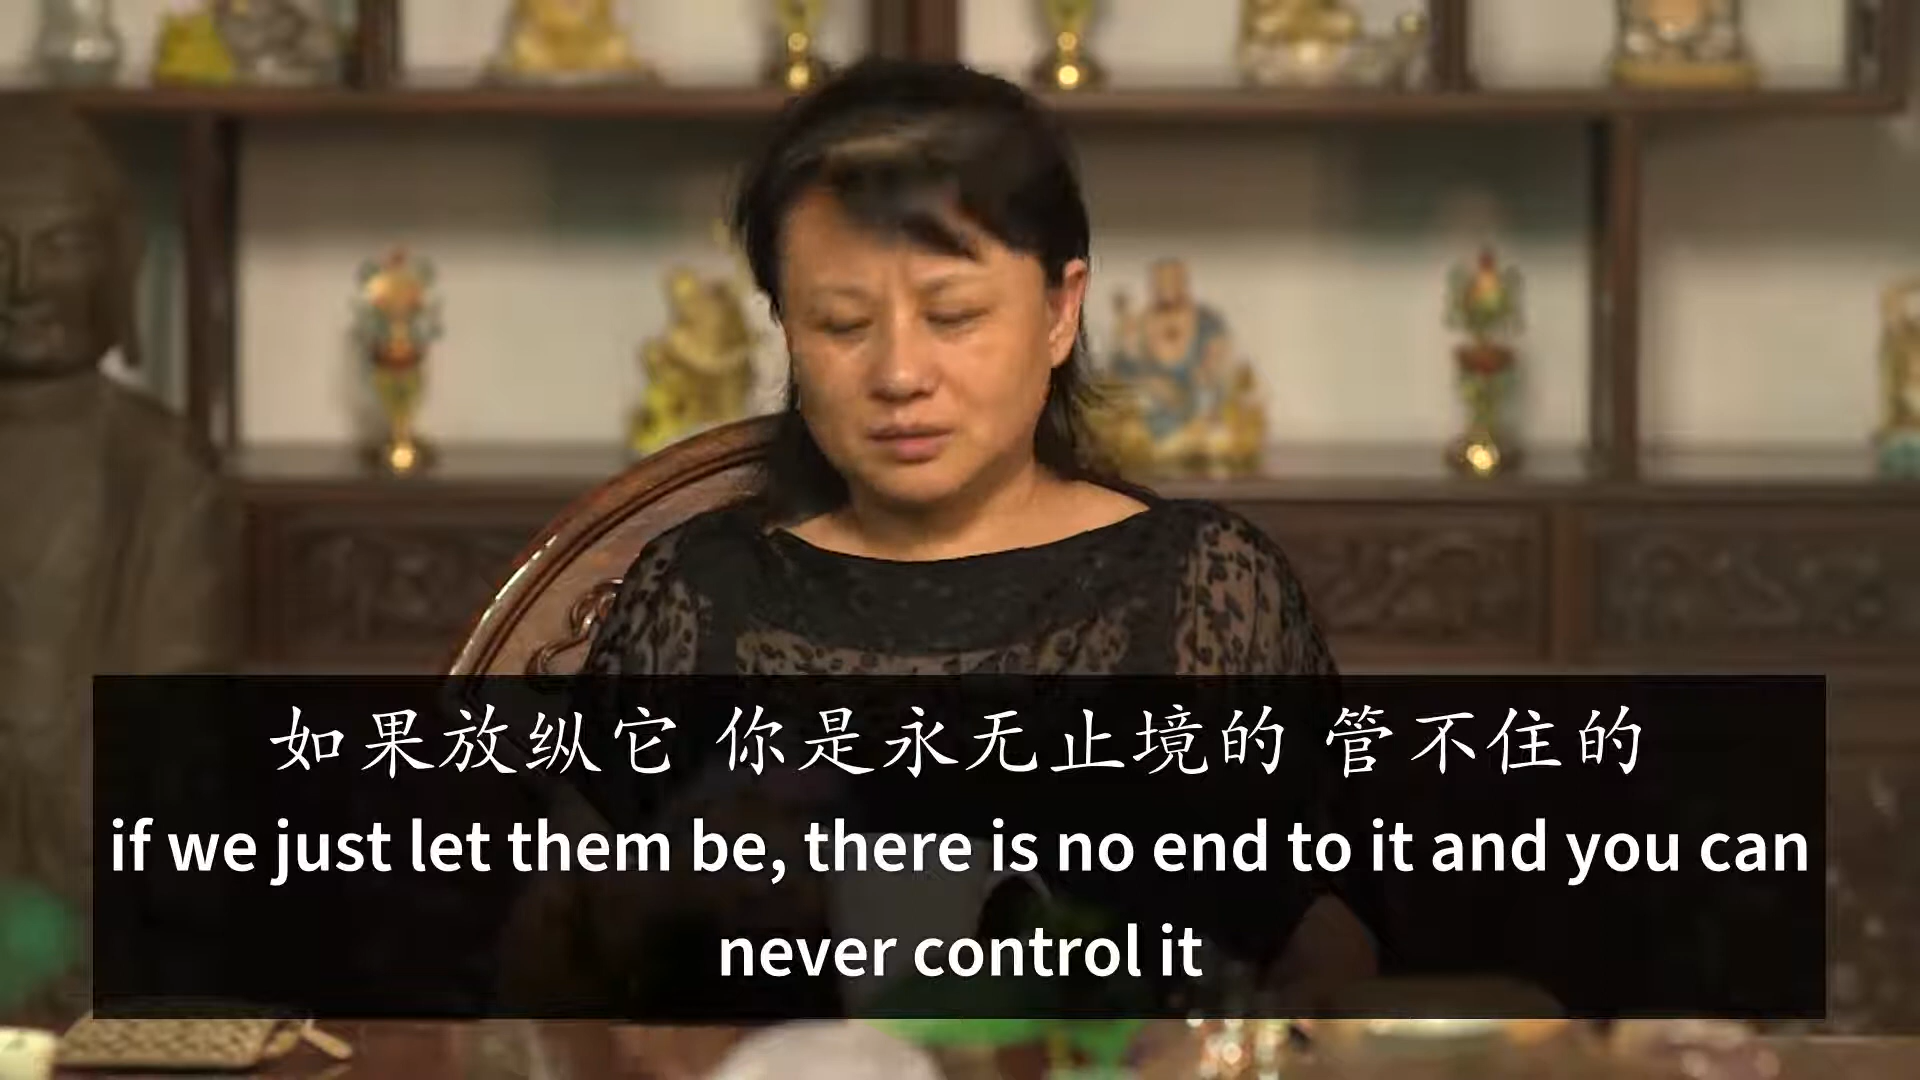 如果放纵它 你是永无止境的 管不住的
if we just let them be, there is no end to it and you can
never control it